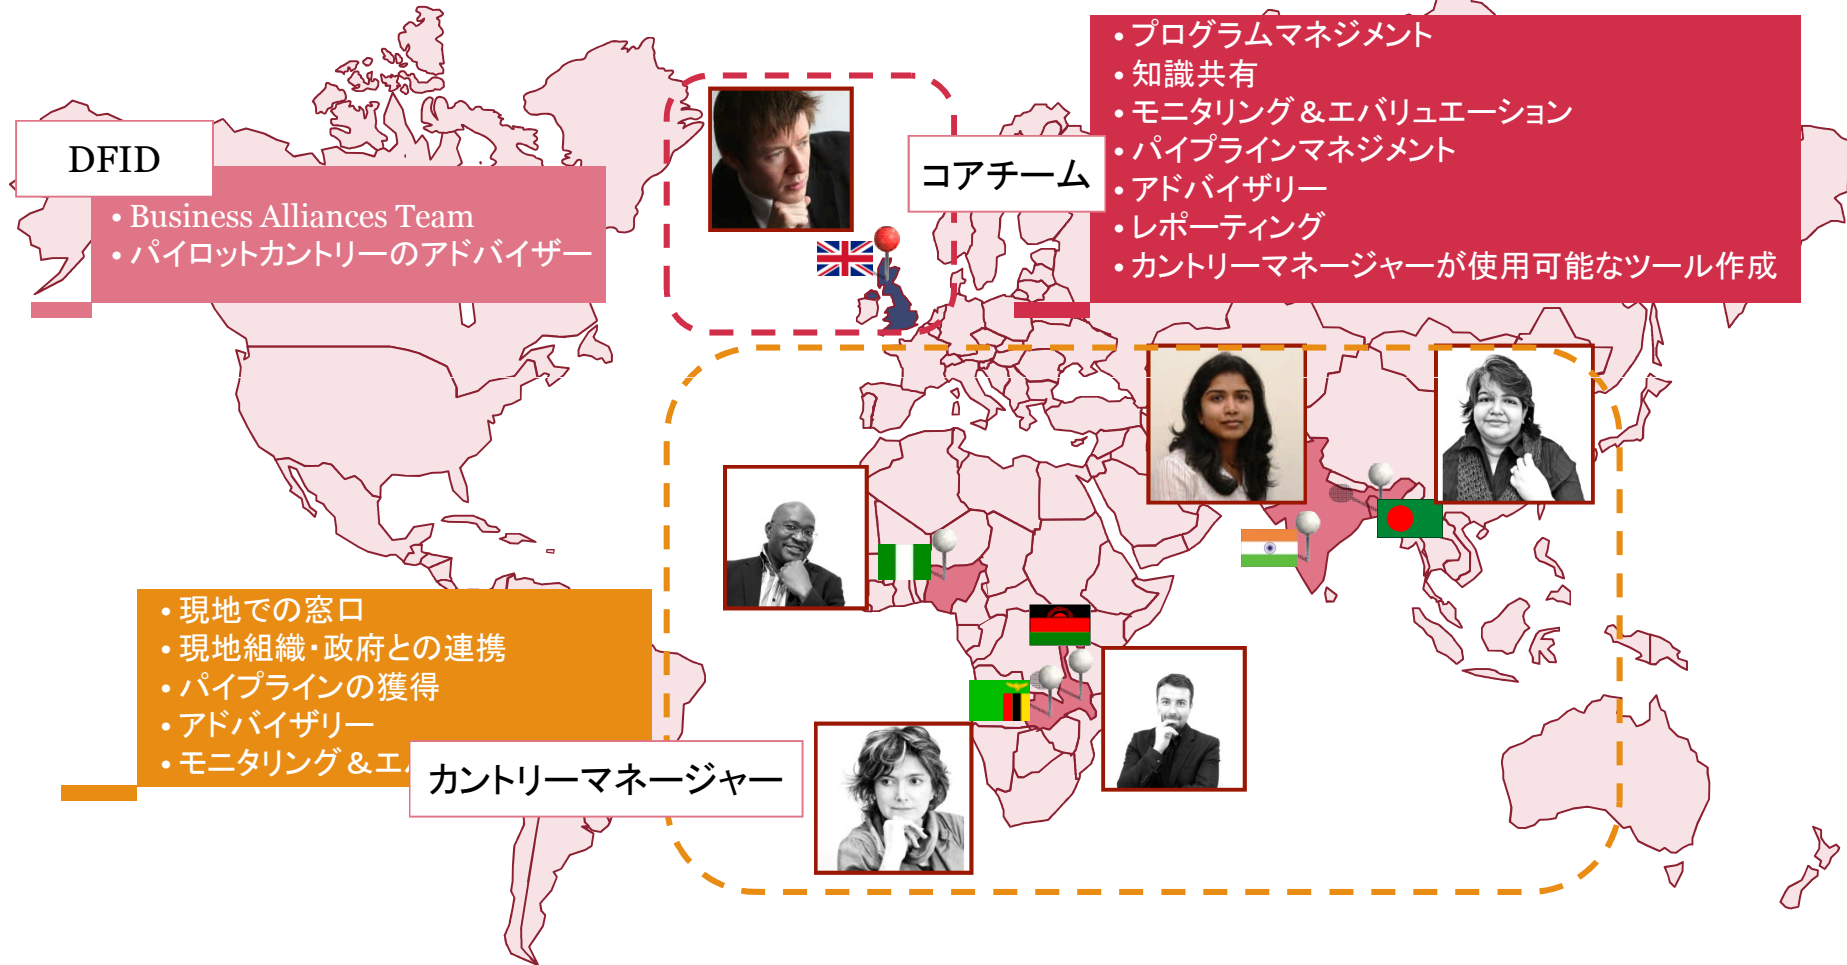 DFID
• Business Alliances Team
• パイロットカントリーのアドバイザー
コアチーム
• プログラムマネジメント
• 知識共有
• モニタリング＆エバリュエーション
• パイプラインマネジメント
• アドバイザリー
• レポーティング
• カントリーマネージャーが使用可能なツール作成
• 現地での窓口
• 現地組織・政府との連携
• パイプラインの獲得
• アドバイザリー
• モニタリング＆エ
カントリーマネージャー